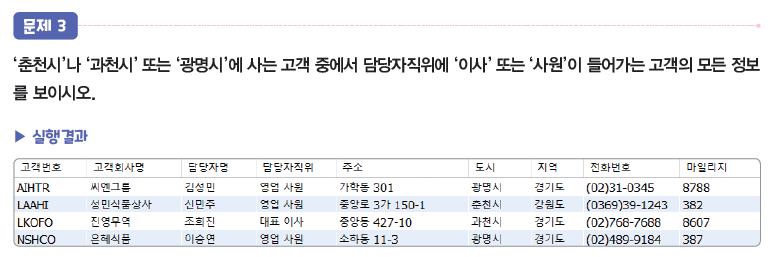 문제 3
‘춘천시’나 ‘과천시’ 또는 ‘광명시’에 사는 고객 중에서 담당자직위에 ‘이사’ 또는 ‘사원’이 들어가는 고객의 모든 정보
를 보이시오.
▶ 실행결과
고객번호 고객회사명 담당자명 담당자직위 주소 도시 지역 전화번호 마일리지
AIHTR 씨엔그룹 김성민 영업 사원 가학동 301 광명시 경기도 (02)31-0345 8788
LAAHI 성민식품상사 신민주 영업 사원 중앙로 3가 150-1 춘천시 강원도 (0369)39-1243 382
LKOFO 진영무역 조희진 대표 이사 중앙동 427-10 과천시 경기도 (02)768-7688 8607
NSHCO 은혜식품 이승연 영업 사원 소하동 11-3 광명시 경기도 (02)489-9184 387